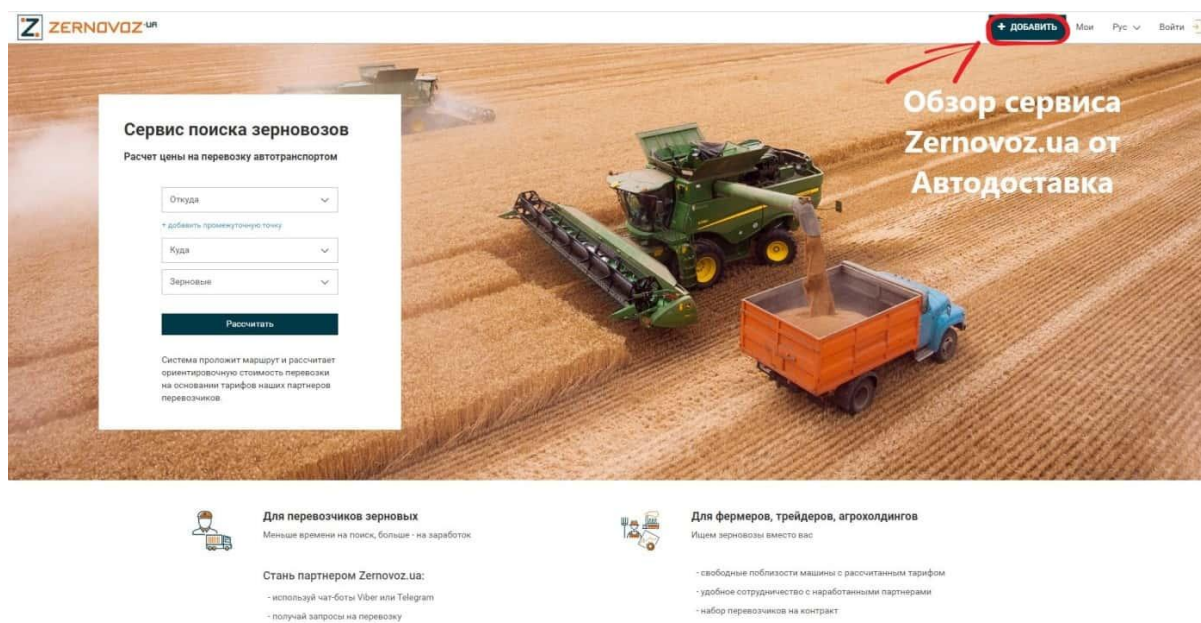 Z ZERNOVOZ.UA
+ ДОБАВИТЬ Мои Рус Войти
Обзор сервиса
Zernovoz.ua от
Автодоставка
Сервис поиска зерновозов
Расчет цены на перевозку автотранспортом
Откуда
+ добавить промежуточную точку
Куда
Зерновые
Рассчитать
Система проложит маршрут и рассчитает
ориентировочную стоимость перевозки
на основании тарифов наших партнеров
перевозчиков.
Для перевозчиков зерновых
Меньше времени на поиск, больше - на заработок
Стань партнером Zernovoz.ua:
- используй чат-боты Viber или Telegram
- получай запросы на перевозку
Для фермеров, трейдеров, агрохолдингов
Ищем зерновозы вместо вас
- свободные поблизости машины с рассчитанным тарифом
- удобное сотрудничество с наработанными партнерами
- набор перевозчиков на контракт